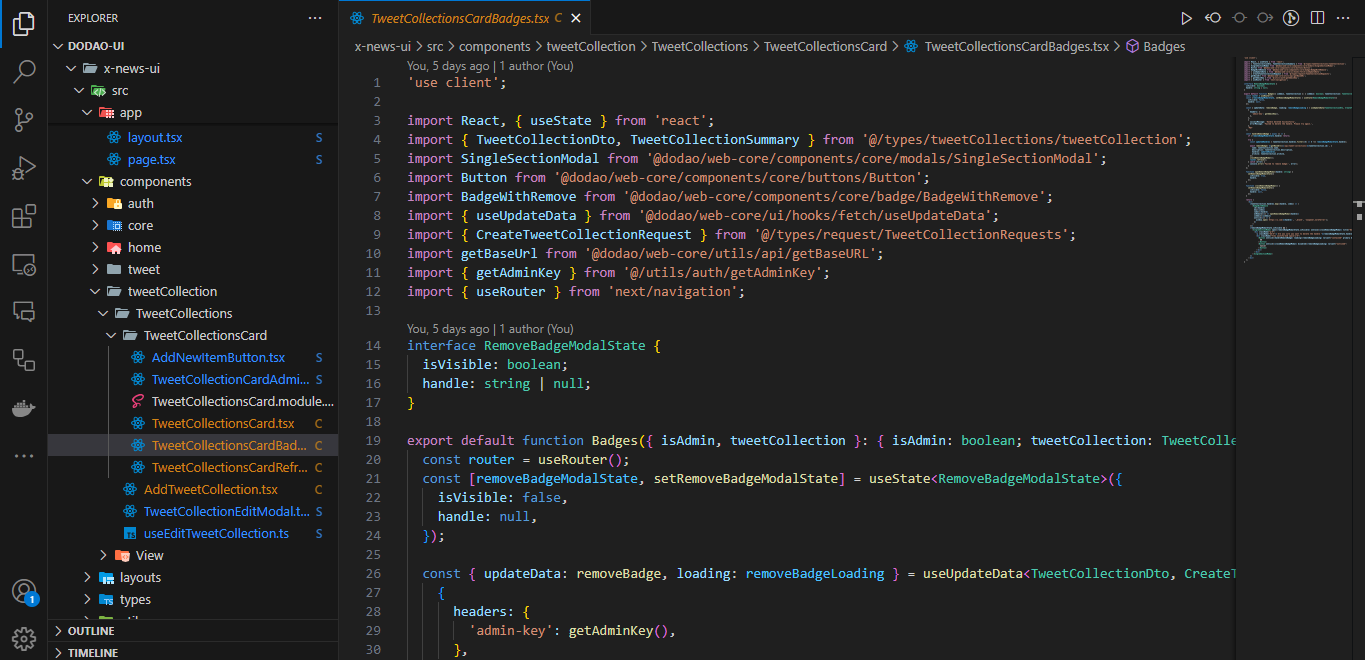 EXPLORER
DODAO-UI
x-news-ui
src
app
layout.tsx S
page.tsx S
components
auth
core
home
tweet
tweetCollection
TweetCollections
TweetCollectionsCard
AddNewItemButton.tsx S
TweetCollectionCardAdmi... S
TweetCollectionsCard.module....
TweetCollectionsCard.tsx C
TweetCollectionsCardBad... C
TweetCollectionsCardRefr... C
AddTweetCollection.tsx C
TweetCollectionEditModal.t... S
useEditTweetCollection.ts S
View
layouts
types
OUTLINE
TIMELINE
1
TweetCollectionsCardBadges.tsx C
x-news-ui > src > components > tweetCollection > TweetCollections > TweetCollectionsCard > TweetCollectionsCardBadges.tsx > Badges
You, 5 days ago | 1 author (You)
1 'use client';
2
3 import React, { useState } from 'react';
4 import { TweetCollectionDto, TweetCollectionSummary } from '@/types/tweetCollections/tweetCollection';
5 import SingleSectionModal from '@dodao/web-core/components/core/modals/SingleSectionModal';
6 import Button from '@dodao/web-core/components/core/buttons/Button';
7 import BadgeWithRemove from '@dodao/web-core/components/core/badge/BadgeWithRemove';
8 import { useUpdateData } from '@dodao/web-core/ui/hooks/fetch/useUpdateData';
9 import { CreateTweetCollectionRequest } from '@/types/request/TweetCollectionRequests';
10 import getBaseUrl from '@dodao/web-core/utils/api/getBaseURL';
11 import { getAdminKey } from '@/utils/auth/getAdminKey';
12 import { useRouter } from 'next/navigation';
13
You, 5 days ago | 1 author (You)
14 interface RemoveBadgeModalState {
15 isVisible: boolean;
16 handle: string | null;
17 }
18
19 export default function Badges({ isAdmin, tweetCollection }: { isAdmin: boolean; tweetCollection: TweetColle
20 const router = useRouter();
21 const [removeBadgeModalState, setRemoveBadgeModalState] = useState<RemoveBadgeModalState>({
22 isVisible: false,
23 handle: null,
24 });
25
26 const { updateData: removeBadge, loading: removeBadgeLoading } = useUpdateData<TweetCollectionDto, CreateT
27 {
28 headers: {
29 'admin-key': getAdminKey(),
30 },